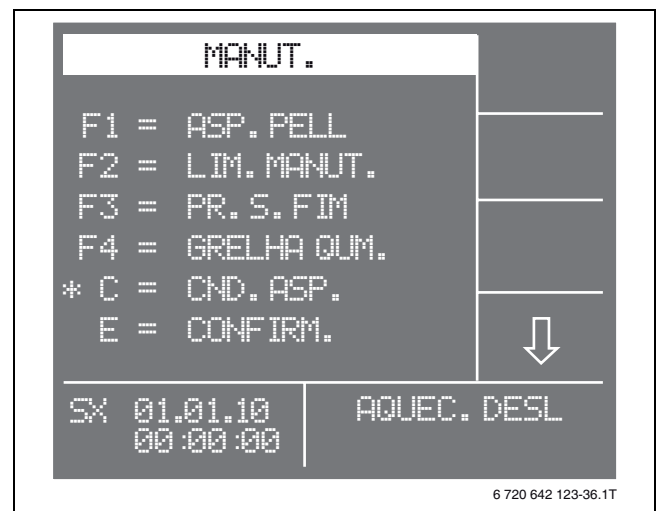 MANUT.
F1 = ASP. PELL
F2 = LIM. MANUT.
F3 = PR. S. FIM
F4 = GRELHA QUM.
* C = CND. ASP.
E = CONFIRM.
SX 01.01.10
00:00:00
AQUEC. DESL
6 720 642 123-36.1T